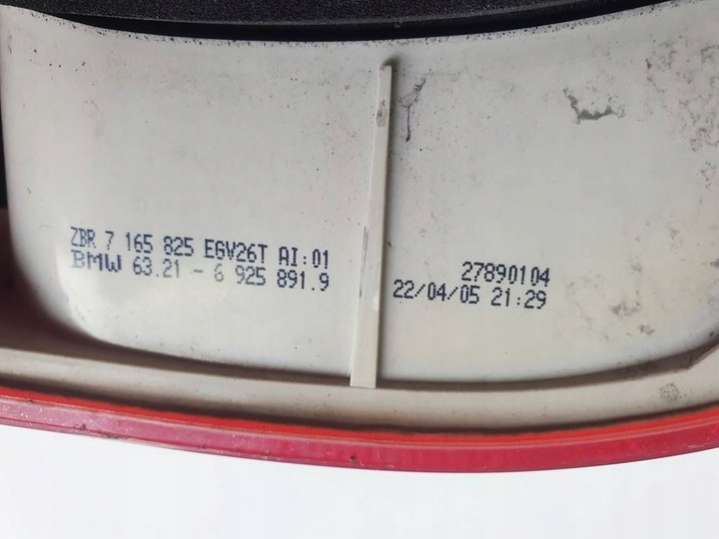 ZBR 7 165 825 EGV26T AI:01
BMW 63.21 - 6 925 891.9
27890104
22/04/05 21:29